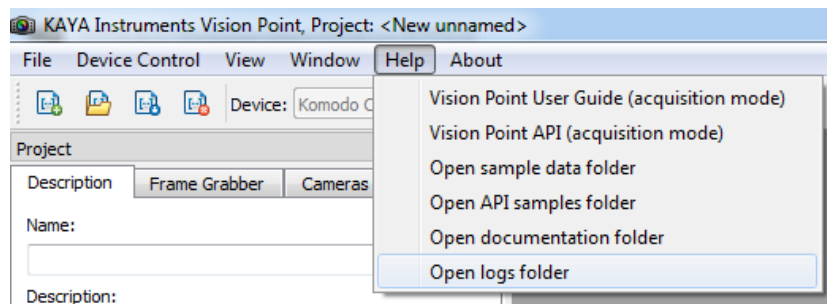 KAYA Instruments Vision Point, Project: <New unnamed>
File Device Control View Window Help About
Device: Komodo C
Vision Point User Guide (acquisition mode)
Vision Point API (acquisition mode)
Open sample data folder
Open API samples folder
Open documentation folder
Open logs folder
Project
Description Frame Grabber Cameras
Name:
Description: